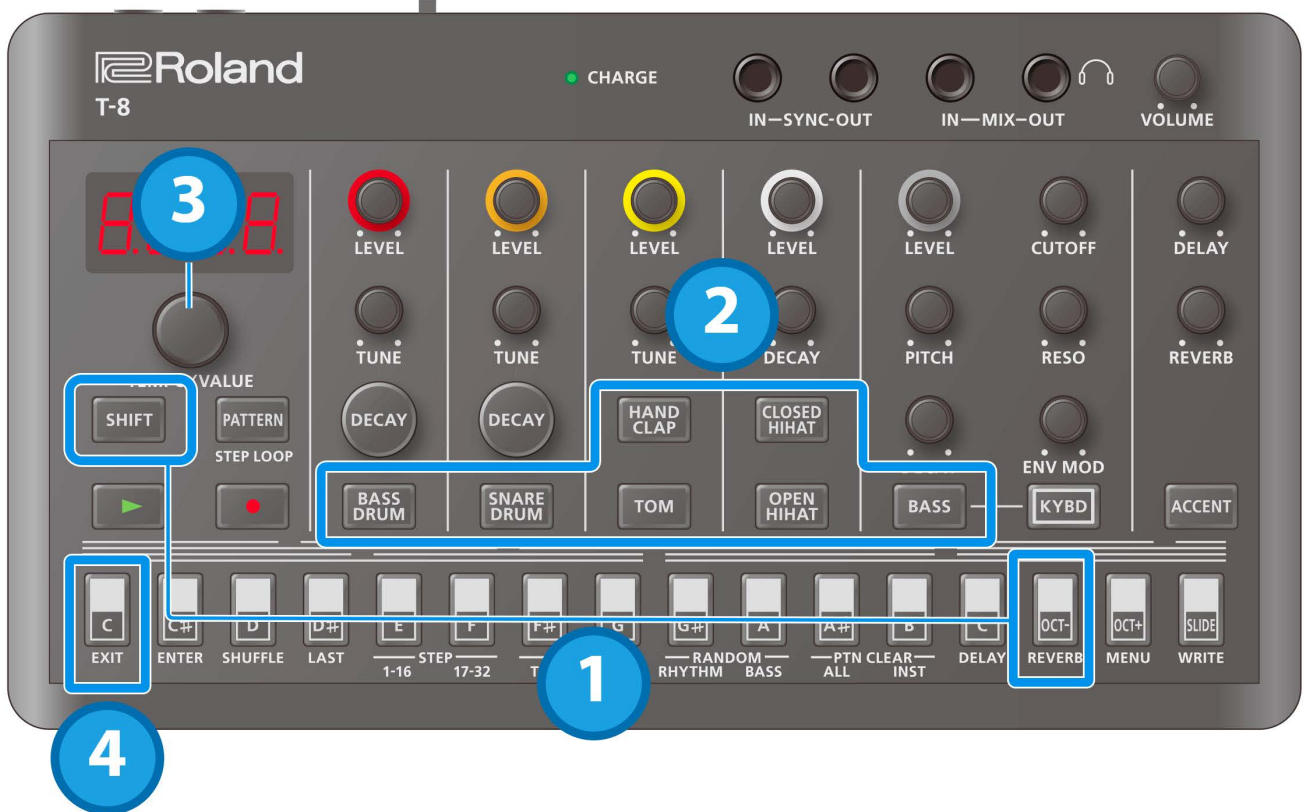 Roland
T-8
CHARGE
IN-SYNC-OUT
IN-MIX-OUT
VOLUME
3
8.
LEVEL
LEVEL
LEVEL
LEVEL
LEVEL
CUTOFF
DELAY
2
TUNE
TUNE
TUNE
DECAY
PITCH
RESO
REVERB
VALUE
SHIFT
PATTERN
DECAY
DECAY
HAND
CLAP
CLOSED
HIHAT
STEP LOOP
ENV MOD
BASS
DRUM
SNARE
DRUM
TOM
OPEN
HIHAT
BASS
KYBD
ACCENT
C
C#
D
D#
E
F
F#
G
G#
A
A#
B
C
OCT-
OCT+
SLIDE
EXIT
ENTER
SHUFFLE
LAST
STEP
1-16
17-32
RANDOM
RHYTHM
BASS
PTN CLEAR
ALL
INST
DELAY
REVERB
MENU
WRITE
1
4